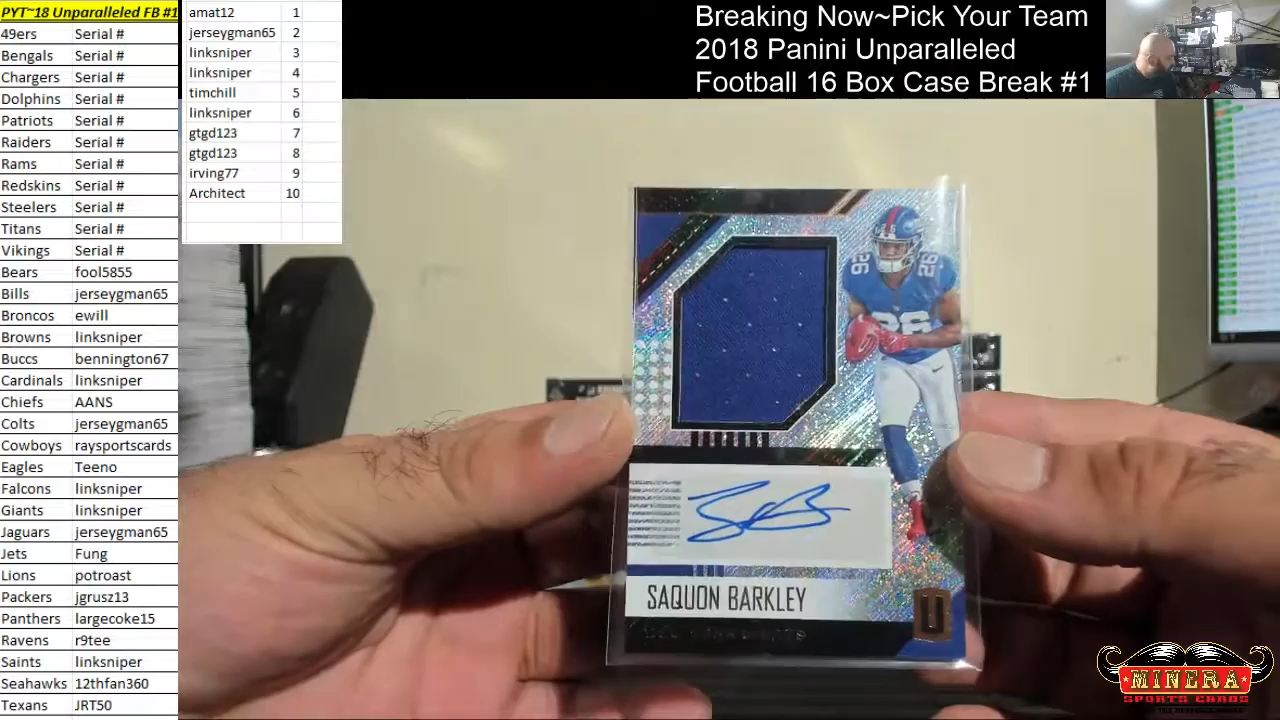 PYT~18 Unparalleled FB #1
49ers Serial #
Bengals Serial #
Chargers Serial #
Dolphins Serial #
Patriots Serial #
Raiders Serial #
Rams Serial #
Redskins Serial #
Steelers Serial #
Titans Serial #
Vikings Serial #
Bears fool5855
Bills jerseygman65
Broncos ewill
Browns linksniper
Buccs bennington67
Cardinals linksniper
Chiefs AANS
Colts jerseygman65
Cowboys raysportscards
Eagles Teeno
Falcons linksniper
Giants linksniper
Jaguars jerseygman65
Jets Fung
Lions potroast
Packers jgrusz13
Panthers largecoke15
Ravens r9tee
Saints linksniper
Seahawks 12thfan360
Texans JRT50
amat12 1
jerseygman65 2
linksniper 3
linksniper 4
timchill 5
linksniper 6
gtgd123 7
gtgd123 8
irving77 9
Architect 10
Breaking Now~Pick Your Team
2018 Panini Unparalleled
Football 16 Box Case Break #1
26 26
26
SAQUON BARKLEY
U
MINERA
SPORTS CARDS